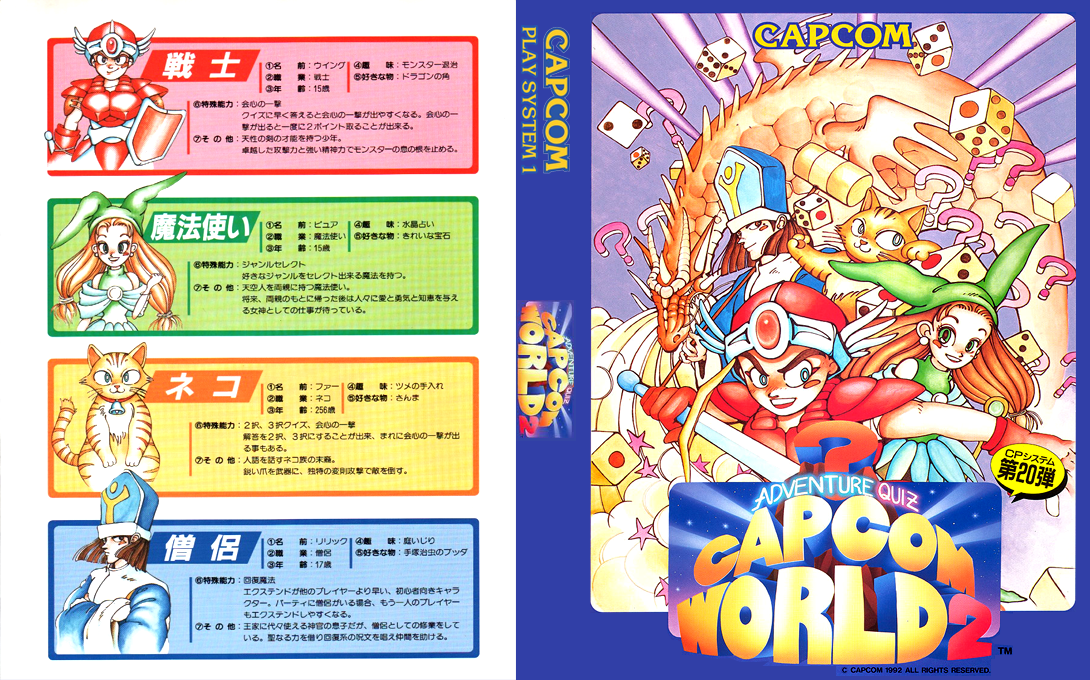 戦士
①名 前：ウイング
②職 業：戦士
③年 齢：15歳
④趣 味：モンスター退治
⑤好きな物：ドラゴンの角
⑥特殊能力：会心の一撃
クイズに早く答えると会心の一撃が出やすくなる。会心の一
撃が出ると一度に2ポイント取ることが出来る。
⑦そ の 他：天性の剣の才能を持つ少年。
卓越した攻撃力と強い精神力でモンスターの息の根を止める。
魔法使い
①名 前：ピュア
②職 業：魔法使い
③年 齢：15歳
④趣 味：水晶占い
⑤好きな物：きれいな宝石
⑥特殊能力：ジャンルセレクト
好きなジャンルをセレクト出来る魔法を持つ。
⑦そ の 他：天空人を両親に持つ魔法使い。
将来、両親のもとに帰った後は人々に愛と勇気と知恵を与え
る女神としての仕事が待っている。
ネコ
①名 前：ファー
②職 業：ネコ
③年 齢：256歳
④趣 味：ツメの手入れ
⑤好きな物：さんま
⑥特殊能力：2択、3択クイズ、会心の一撃
解答を2択、3択にすることが出来、まれに会心の一撃が出
る事もある。
⑦そ の 他：人語を話すネコ族の末裔。
鋭い爪を武器に、独特の変則攻撃で敵を倒す。
僧侶
①名 前：リリック
②職 業：僧侶
③年 齢：17歳
④趣 味：庭いじり
⑤好きな物：手塚治虫のブッダ
⑥特殊能力：回復魔法
エクステンドが他のプレイヤーより早い、初心者向きキャラ
クター。パーティに僧侶がいる場合、もう一人のプレイヤー
もエクステンドしやすくなる。
⑦そ の 他：王家に代々使える神官の息子だが、僧侶としての修業をして
いる。聖なる力を借り回復系の呪文を唱え仲間を助ける。
CAPCOM
PLAY SYSTEM 1
ADVENTURE QUIZ
CAPCOM
WORLD 2
CAPCOM
CPシステム
第20弾
ADVENTURE QUIZ
CAPCOM
WORLD 2
TM
© CAPCOM 1992 ALL RIGHTS RESERVED.